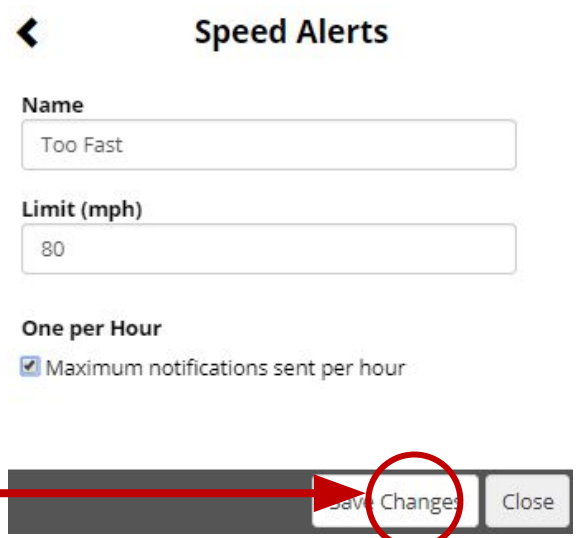 Speed Alerts
Name
Too Fast
Limit (mph)
80
One per Hour
Maximum notifications sent per hour
Save Changes Close